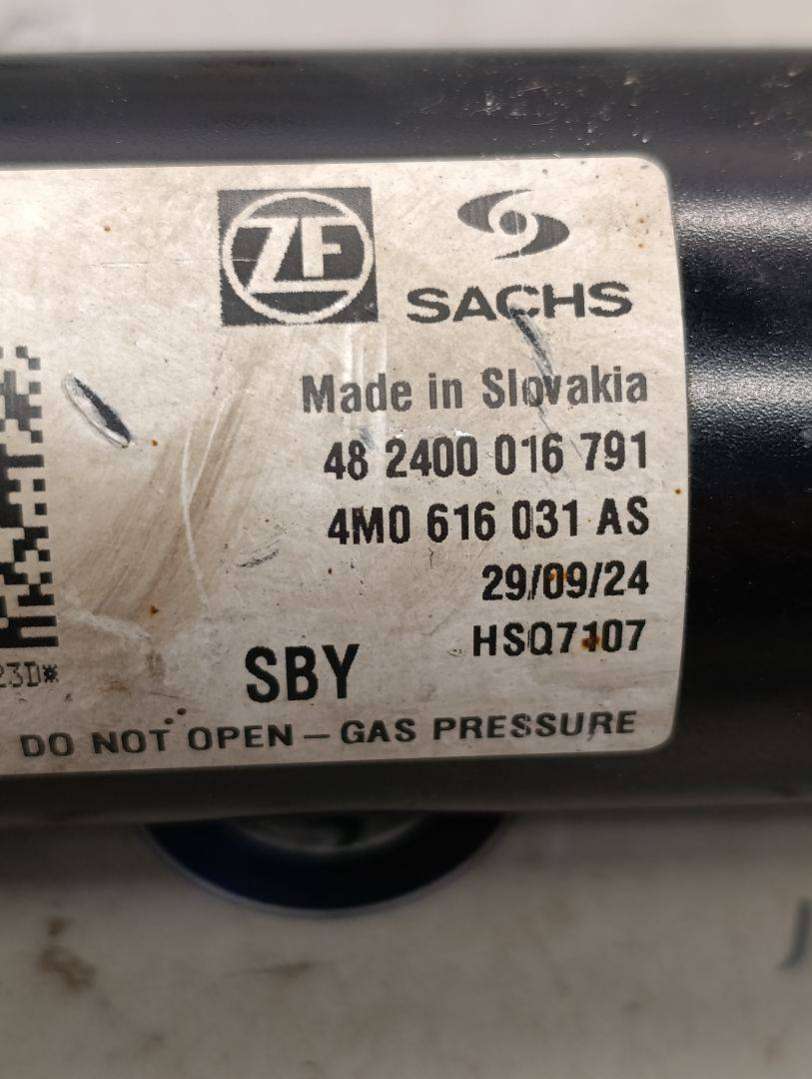 ZF
SACHS
Made in Slovakia
48 2400 016 791
4M0 616 031 AS
29/09/24
HSQ7107
23D*
SBY
DO NOT OPEN – GAS PRESSURE